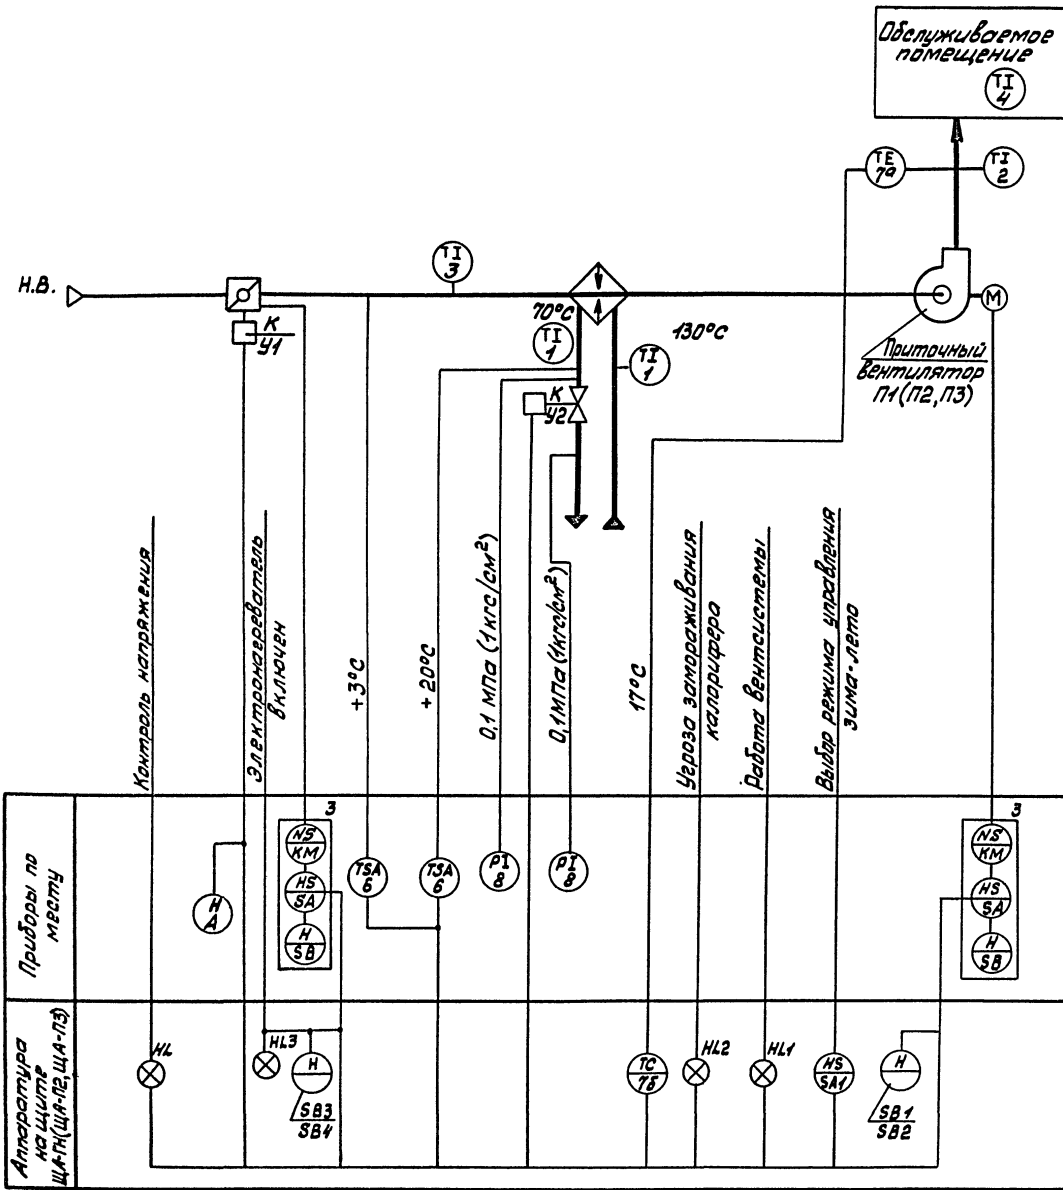 Обслуживаемое
помещение
TI
4
TE
7а
TI
2
TI
3
Н.В.
К
У1
70°C
TI
1
130°C
TI
1
К
У2
М
Приточный
вентилятор
П1(П2,П3)
Контроль напряжения
Электронагреватель
включен
+3°C
+20°C
0,1 МПа (1 кгс/см²)
0,1 МПа (1кгс/см²)
17°C
Угроза замораживания
калорифера
Работа вентсистемы
Выбор режима управления
зима-лето
Приборы по
месту
3
NS
KM
HS
SA
H
SB
H
A
TSA
6
TSA
6
PI
8
PI
8
3
NS
KM
HS
SA
H
SB
Аппаратура
на щите
ЩА-П1(ЩА-П2,ЩА-П3)
HL
HL3
H
SB3
SB4
TC
7б
HL2
HL1
HS
SA1
H
SB1
SB2